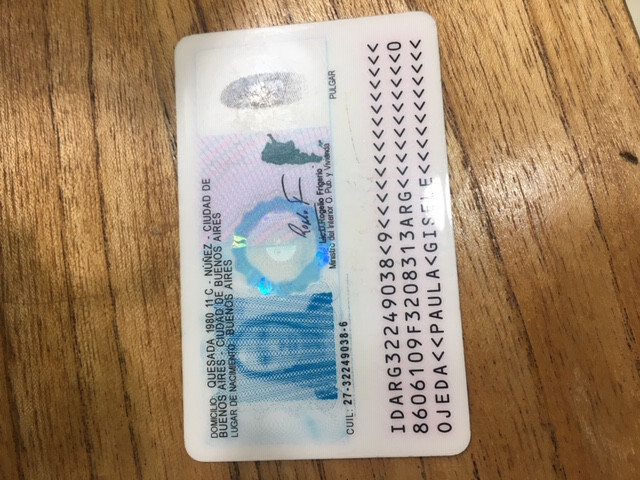 DOMICILIO: QUESADA 1980 11 C - NUÑEZ - CIUDAD DE
BUENOS AIRES - CIUDAD DE BUENOS AIRES
LUGAR DE NACIMIENTO: BUENOS AIRES
PULGAR
Rogelio Frigerio
Ministro del Interior O. Pub. y Vivienda
CUIL: 27-32249038-6
IDARG32249038<9<<<<<<<<<<<<<<<
8606109F3208313ARG<<<<<<<<<<<0
OJEDA<<PAULA<GISELE<<<<<<<<<<<